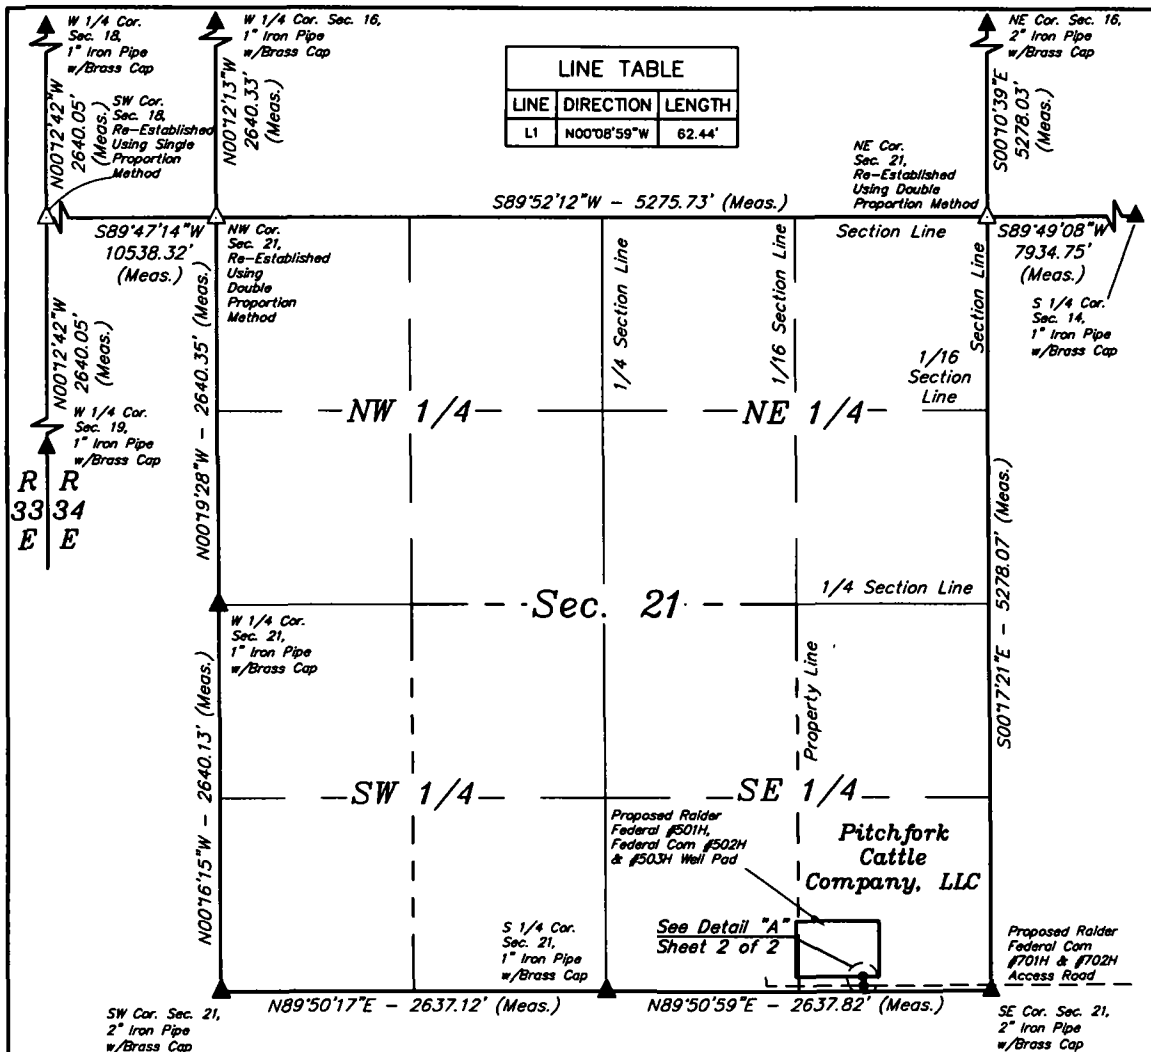 W 1/4 Cor.
Sec. 18,
1" Iron Pipe
w/Brass Cap
W 1/4 Cor. Sec. 16,
1" Iron Pipe
w/Brass Cap
NE Cor. Sec. 16,
2" Iron Pipe
w/Brass Cap
LINE TABLE
LINE DIRECTION LENGTH
L1 N00°08'59"W 62.44'
N00°12'42"W
2640.05'
(Meas.)
SW Cor.
Sec. 18,
Re-Established
Using Single
Proportion
Method
N00°12'13"W
2640.33'
(Meas.)
S00°10'39"E
5278.03'
(Meas.)
NE Cor.
Sec. 21,
Re-Established
Using Double
Proportion Method
S89°52'12"W - 5275.73' (Meas.)
Section Line
S89°47'14"W
10538.32'
(Meas.)
NW Cor.
Sec. 21,
Re-Established
Using
Double
Proportion
Method
S89°49'08"W
7934.75'
(Meas.)
S 1/4 Cor.
Sec. 14,
1" Iron Pipe
w/Brass Cap
1/4 Section Line
1/16 Section Line
Section Line
1/16
Section
Line
N00°12'42"W
2640.05'
(Meas.)
W 1/4 Cor.
Sec. 19,
1" Iron Pipe
w/Brass Cap
N00°19'28"W - 2640.35' (Meas.)
NW 1/4
NE 1/4
R R
33 34
E E
S00°17'21"E - 5278.07' (Meas.)
1/4 Section Line
Sec. 21
W 1/4 Cor.
Sec. 21,
1" Iron Pipe
w/Brass Cap
Property Line
N00°16'15"W - 2640.13' (Meas.)
SW 1/4
SE 1/4
Proposed Raider
Federal #501H,
Federal Com #502H
& #503H Well Pad
Pitchfork
Cattle
Company, LLC
See Detail "A"
Sheet 2 of 2
S 1/4 Cor.
Sec. 21,
1" Iron Pipe
w/Brass Cap
Proposed Raider
Federal Com
#701H & #702H
Access Road
N89°50'17"E - 2637.12' (Meas.)
N89°50'59"E - 2637.82' (Meas.)
SW Cor. Sec. 21,
2" Iron Pipe
w/Brass Cap
SE Cor. Sec. 21,
2" Iron Pipe
w/Brass Cap